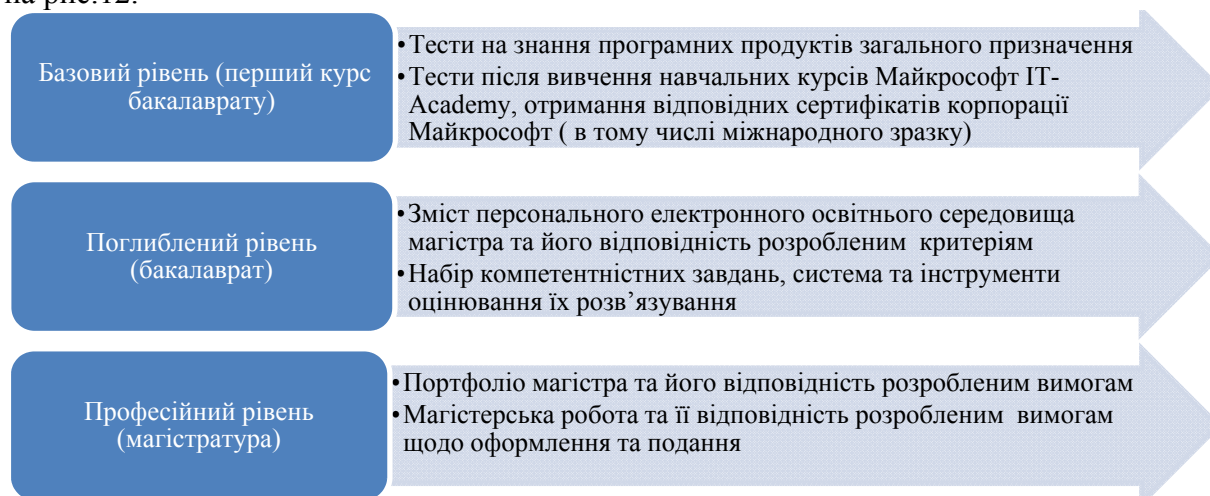 на рис.12.
Базовий рівень (перший курс
бакалаврату)
•Тести на знання програмних продуктів загального призначення
•Тести після вивчення навчальних курсів Майкрософт ІТ-
Academy, отримання відповідних сертифікатів корпорації
Майкрософт ( в тому числі міжнародного зразку)
Поглиблений рівень
(бакалаврат)
•Зміст персонального електронного освітнього середовища
магістра та його відповідність розробленим критеріям
•Набір компетентністних завдань, система та інструменти
оцінювання їх розв’язування
Професійний рівень
(магістратура)
•Портфоліо магістра та його відповідність розробленим вимогам
•Магістерська робота та її відповідність розробленим вимогам
щодо оформлення та подання